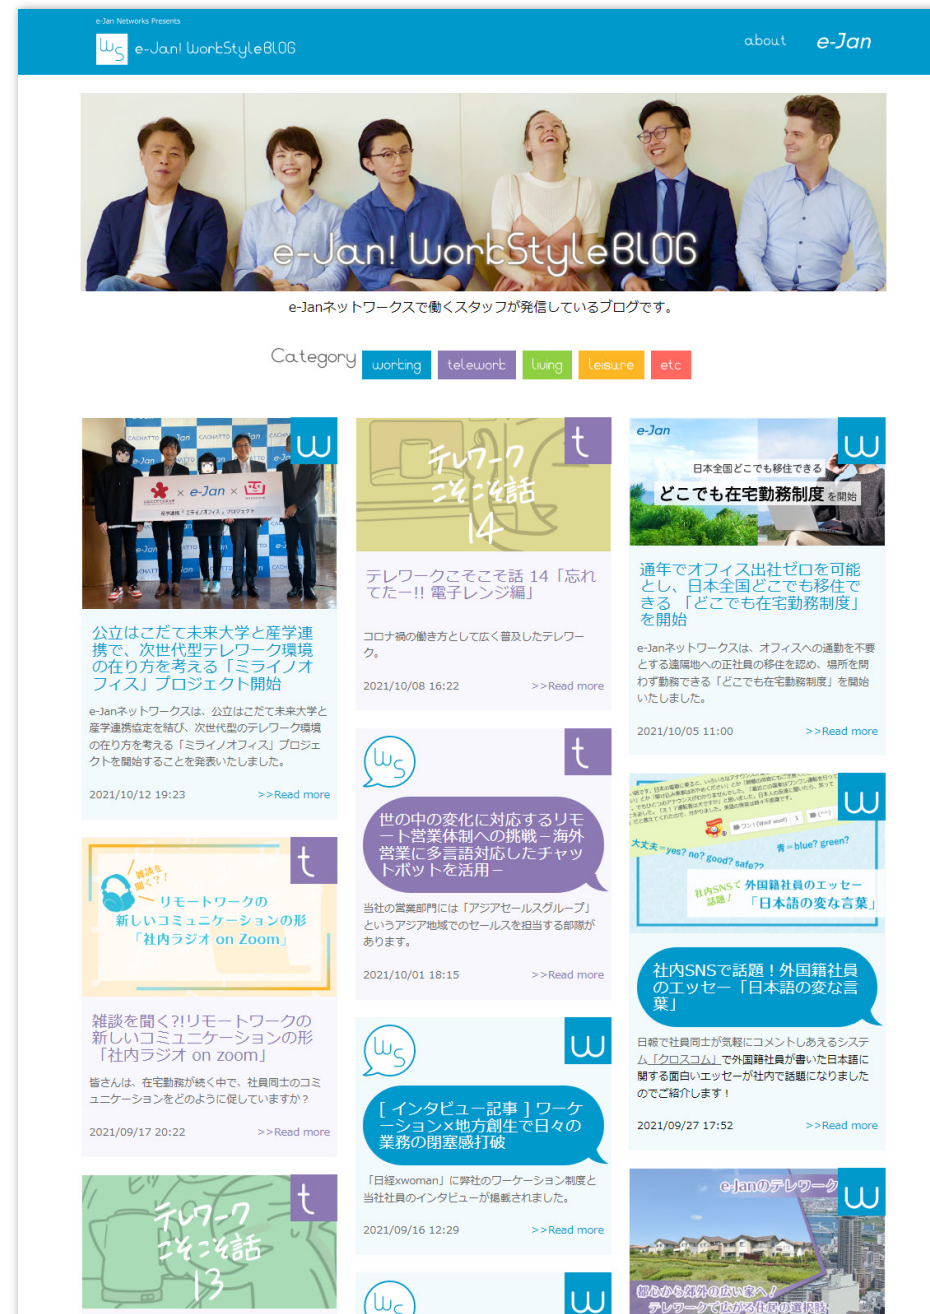 e-Jan Networks Presents
WS e-Jan! WorkStyleBLOG
about e-Jan
e-Jan! WorkStyleBLOG
e-Janネットワークスで働くスタッフが発信しているブログです。
Category working telework living leisure etc
w
e-Jan
× e-Jan ×
産学連携「ミライノオフィス」プロジェクト
公立はこだて未来大学と産学連
携で、次世代型テレワーク環境
の在り方を考える「ミライノオ
フィス」プロジェクト開始
e-Janネットワークスは、公立はこだて未来大学と
産学連携協定を結び、次世代型のテレワーク環境
の在り方を考える「ミライノオフィス」プロジェ
クトを開始することを発表いたしました。
2021/10/12 19:23 >>Read more
t
雑談を
聞く?!
リモートワークの
新しいコミュニケーションの形
「社内ラジオ on Zoom」
雑談を聞く?!リモートワークの
新しいコミュニケーションの形
「社内ラジオ on zoom」
皆さんは、在宅勤務が続く中で、社員同士のコミ
ュニケーションをどのように促していますか？
2021/09/17 20:22 >>Read more
t
テレワーク
こそこそ話
13
t
テレワーク
こそこそ話
14
テレワークこそこそ話 14「忘れ
てたー!! 電子レンジ編」
コロナ禍の働き方として広く普及したテレワー
ク。
2021/10/08 16:22 >>Read more
WS
t
世の中の変化に対応するリモ
ート営業体制への挑戦－海外
営業に多言語対応したチャッ
トボットを活用－
当社の営業部門には「アジアセールスグループ」
というアジア地域でのセールスを担当する部隊が
あります。
2021/10/01 18:15 >>Read more
WS
w
[ インタビュー記事 ] ワーケ
ーション×地方創生で日々の
業務の閉塞感打破
「日経xwoman」に弊社のワーケーション制度と
当社社員のインタビューが掲載されました。
2021/09/16 12:29 >>Read more
WS
w
e-Jan
w
日本全国どこでも移住できる
どこでも在宅勤務制度を開始
通年でオフィス出社ゼロを可能
とし、日本全国どこでも移住で
きる 「どこでも在宅勤務制度」
を開始
e-Janネットワークスは、オフィスへの通勤を不要
とする遠隔地への正社員の移住を認め、場所を問
わず勤務できる「どこでも在宅勤務制度」を開始
いたしました。
2021/10/05 11:00 >>Read more
w
ワン！(Woof woof) 1
大丈夫＝yes? no? good? safe??
青＝blue? green?
社内SNSで
話題！
外国籍社員のエッセー
「日本語の変な言葉」
社内SNSで話題！外国籍社員
のエッセー「日本語の変な言
葉」
日報で社員同士が気軽にコメントしあえるシステ
ム「クロスコム」で外国籍社員が書いた日本語に
関する面白いエッセーが社内で話題になりました
のでご紹介します！
2021/09/27 17:52 >>Read more
e-Janのテレワーク
w
都心から郊外の広い家へ！
テレワークで広がる住居の選択肢